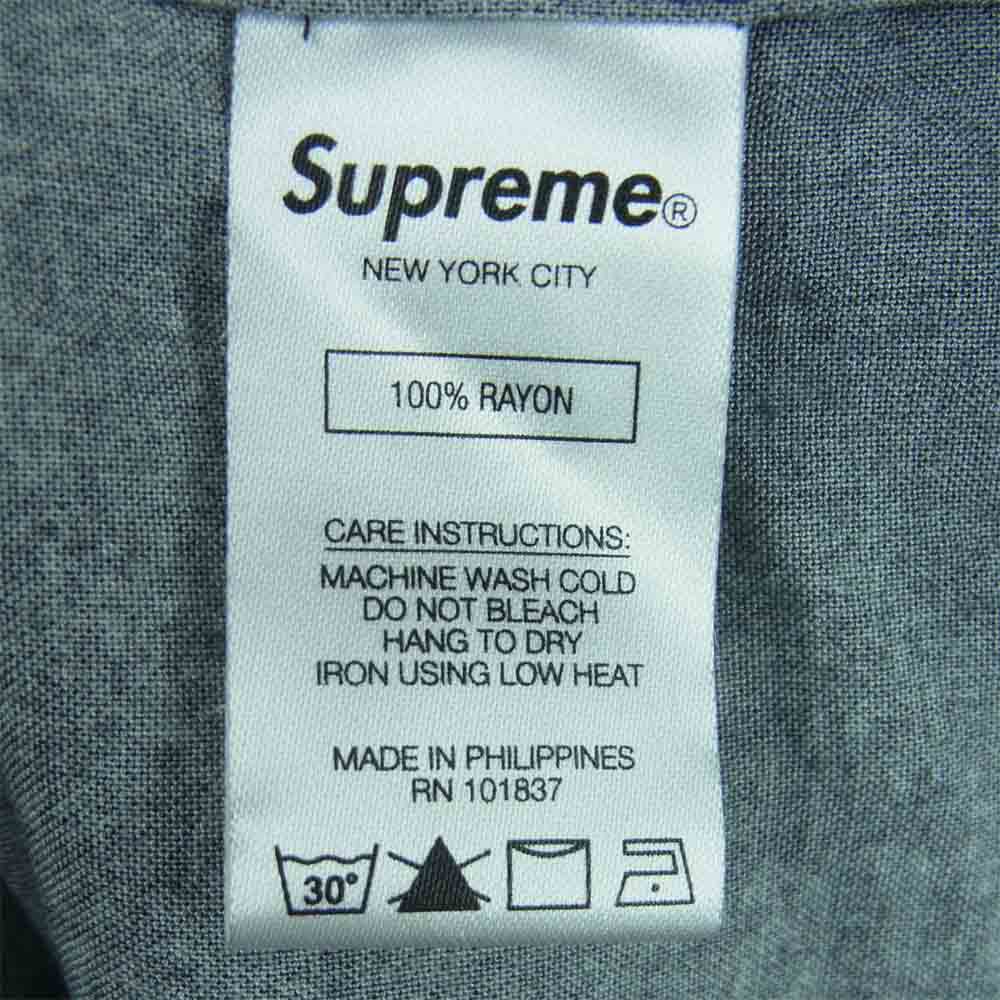 Supreme®
NEW YORK CITY
100% RAYON
CARE INSTRUCTIONS:
MACHINE WASH COLD
DO NOT BLEACH
HANG TO DRY
IRON USING LOW HEAT
MADE IN PHILIPPINES
RN 101837
30°